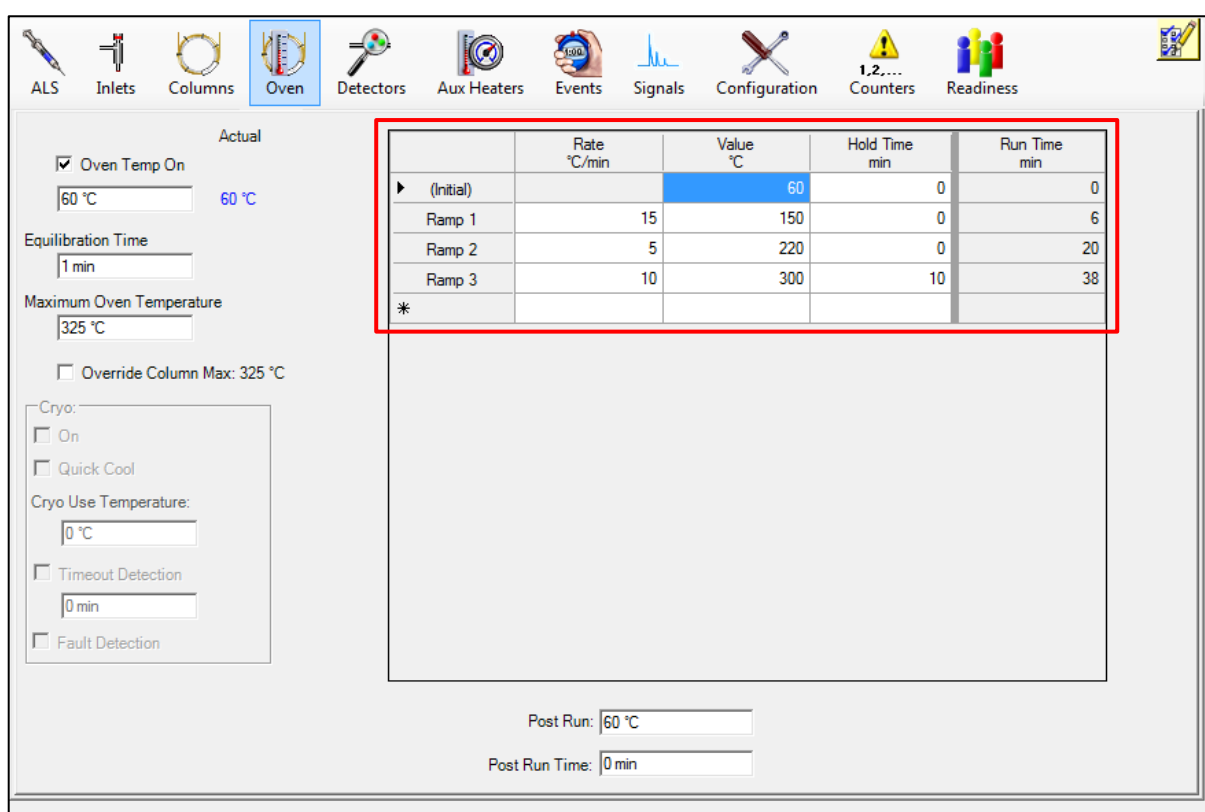 1:00
1,2,...
ALS Inlets Columns Oven Detectors Aux Heaters Events Signals Configuration Counters Readiness
Actual
Oven Temp On
60 °C 60 °C
Equilibration Time
1 min
Maximum Oven Temperature
325 °C
Override Column Max: 325 °C
Cryo:
On
Quick Cool
Cryo Use Temperature:
0 °C
Timeout Detection
0 min
Fault Detection
Rate Value Hold Time Run Time
°C/min °C min min
(Initial) 60 0 0
Ramp 1 15 150 0 6
Ramp 2 5 220 0 20
Ramp 3 10 300 10 38
*
Post Run: 60 °C
Post Run Time: 0 min